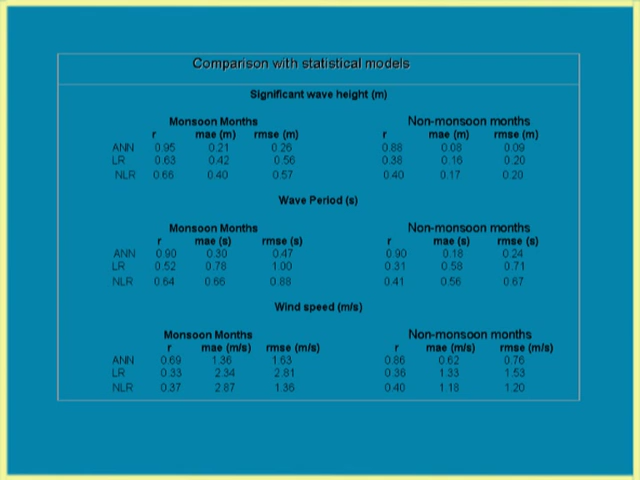 Comparison with statistical models
Significant wave height (m)
Monsoon Months Non-monsoon months
r mae (m) rmse (m) r mae (m) rmse (m)
ANN 0.95 0.21 0.26 0.88 0.08 0.09
LR 0.63 0.42 0.56 0.38 0.16 0.20
NLR 0.66 0.40 0.57 0.40 0.17 0.20
Wave Period (s)
Monsoon Months Non-monsoon months
r mae (s) rmse (s) r mae (s) rmse (s)
ANN 0.90 0.30 0.47 0.90 0.18 0.24
LR 0.52 0.78 1.00 0.31 0.58 0.71
NLR 0.64 0.66 0.88 0.41 0.56 0.67
Wind speed (m/s)
Monsoon Months Non-monsoon months
r mae (m/s) rmse (m/s) r mae (m/s) rmse (m/s)
ANN 0.69 1.36 1.63 0.86 0.62 0.76
LR 0.33 2.34 2.81 0.36 1.33 1.53
NLR 0.37 2.87 1.36 0.40 1.18 1.20